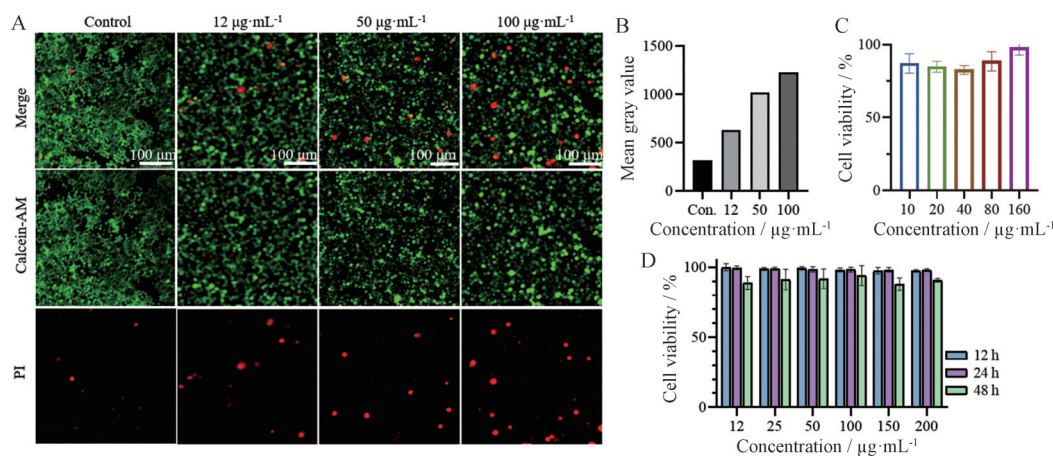 A
Control
12 µg·mL-1
50 µg·mL-1
100 µg·mL-1
Merge
100 µm
100 µm
100 µm
100 µm
Calcein-AM
PI
B
Mean gray value
1500
1000
500
0
Con. 12 50 100
Concentration / µg·mL-1
C
Cell viability / %
100
50
0
10 20 40 80 160
Concentration / µg·mL-1
D
Cell viability / %
100
50
0
12 25 50 100 150 200
Concentration / µg·mL-1
12 h
24 h
48 h